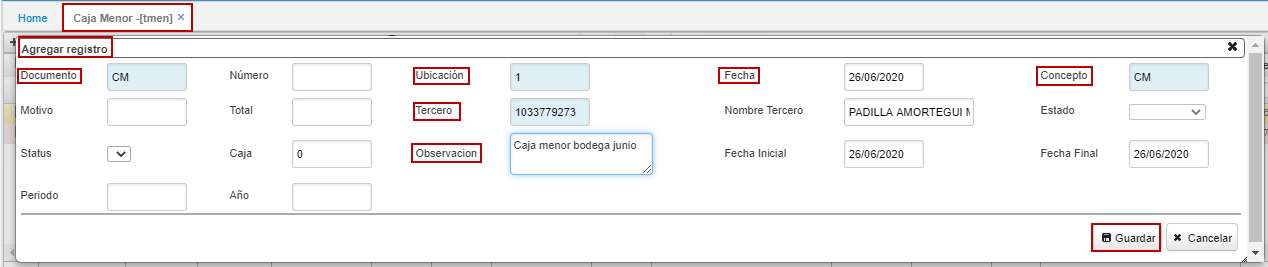 Home Caja Menor -[tmen] ×
Agregar registro ✖
Documento CM Número Ubicación 1 Fecha 26/06/2020 Concepto CM
Motivo Total Tercero 1033779273 Nombre Tercero PADILLA AMORTEGUI Estado
Status Caja 0 Observacion Caja menor bodega junio Fecha Inicial 26/06/2020 Fecha Final 26/06/2020
Periodo Año
Guardar ✖ Cancelar